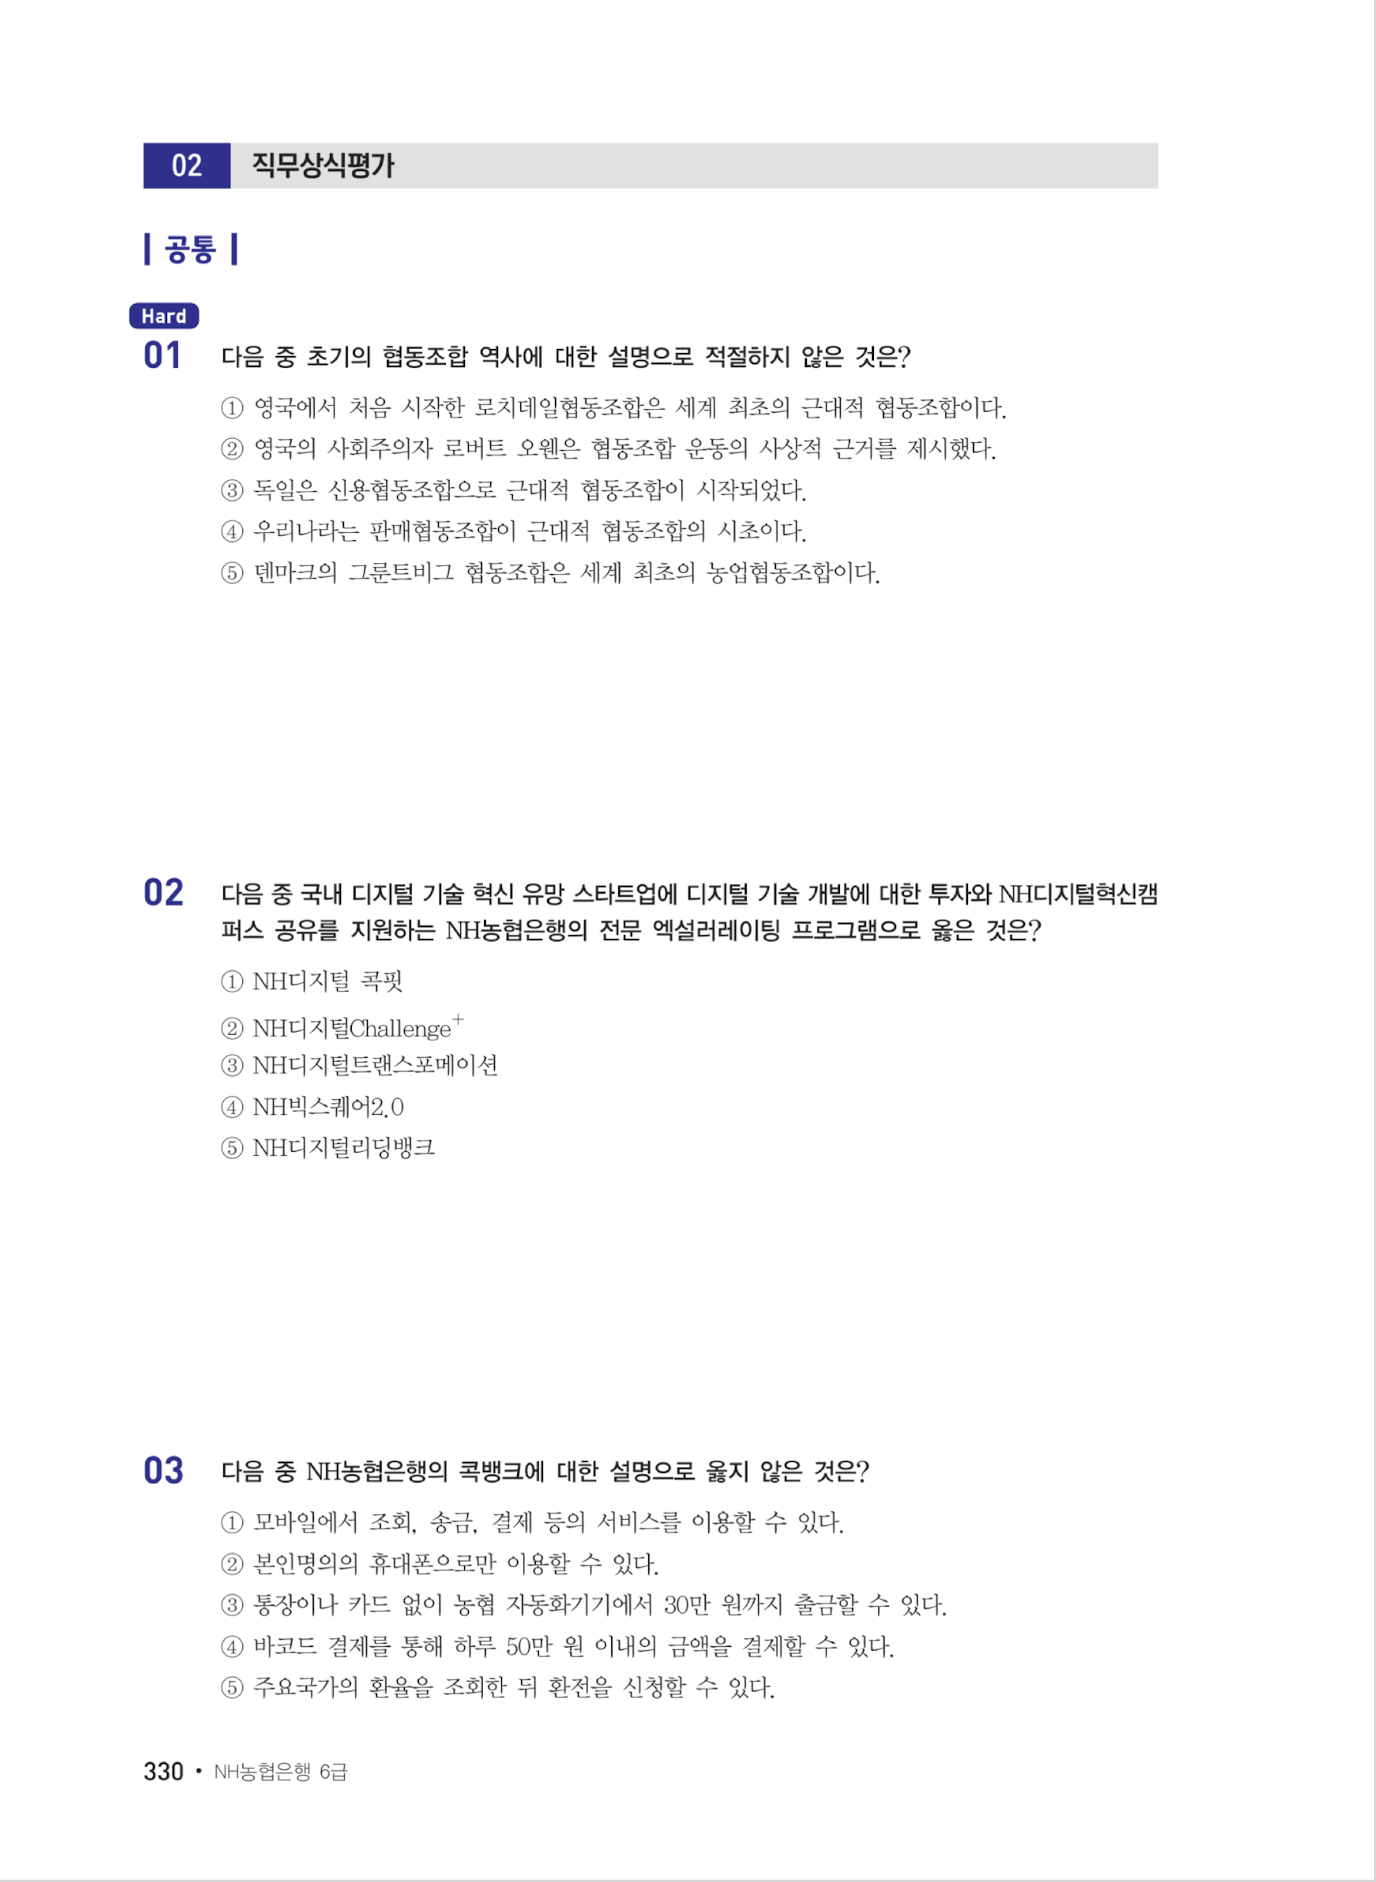 02 직무상식평가
| 공통 |
Hard
01 다음 중 초기의 협동조합 역사에 대한 설명으로 적절하지 않은 것은?
① 영국에서 처음 시작한 로치데일협동조합은 세계 최초의 근대적 협동조합이다.
② 영국의 사회주의자 로버트 오웬은 협동조합 운동의 사상적 근거를 제시했다.
③ 독일은 신용협동조합으로 근대적 협동조합이 시작되었다.
④ 우리나라는 판매협동조합이 근대적 협동조합의 시초이다.
⑤ 덴마크의 그룬트비그 협동조합은 세계 최초의 농업협동조합이다.
02 다음 중 국내 디지털 기술 혁신 유망 스타트업에 디지털 기술 개발에 대한 투자와 NH디지털혁신캠
퍼스 공유를 지원하는 NH농협은행의 전문 엑설러레이팅 프로그램으로 옳은 것은?
① NH디지털 콕핏
② NH디지털Challenge⁺
③ NH디지털트랜스포메이션
④ NH빅스퀘어2.0
⑤ NH디지털리딩뱅크
03 다음 중 NH농협은행의 콕뱅크에 대한 설명으로 옳지 않은 것은?
① 모바일에서 조회, 송금, 결제 등의 서비스를 이용할 수 있다.
② 본인명의의 휴대폰으로만 이용할 수 있다.
③ 통장이나 카드 없이 농협 자동화기기에서 30만 원까지 출금할 수 있다.
④ 바코드 결제를 통해 하루 50만 원 이내의 금액을 결제할 수 있다.
⑤ 주요국가의 환율을 조회한 뒤 환전을 신청할 수 있다.
330 • NH농협은행 6급